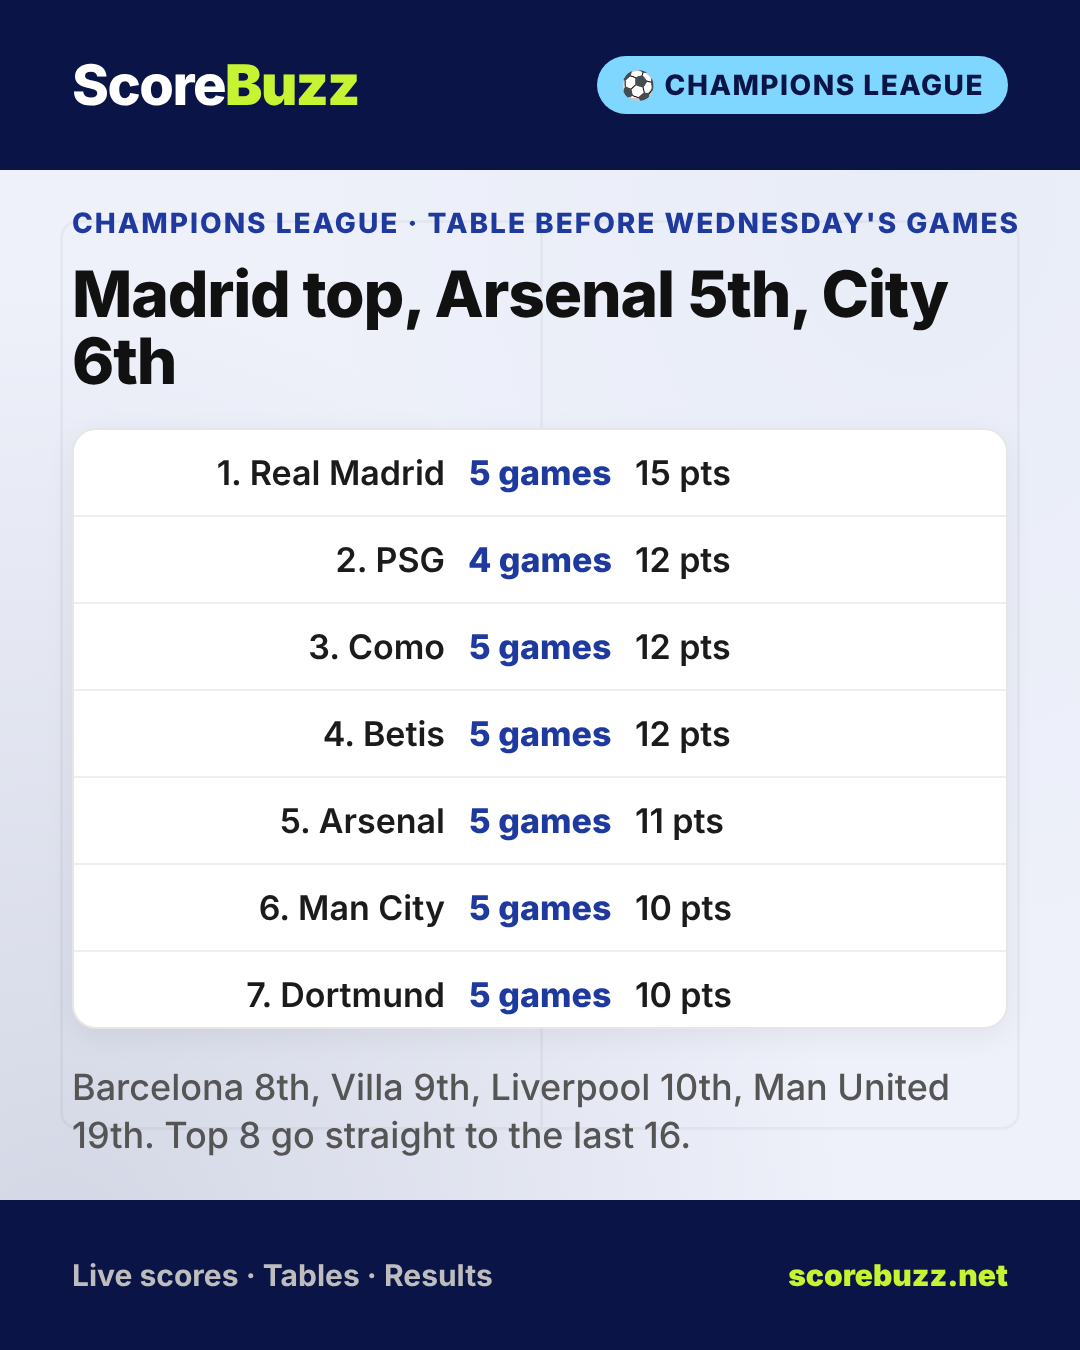 ScoreBuzz
⚽ CHAMPIONS LEAGUE
CHAMPIONS LEAGUE · TABLE BEFORE WEDNESDAY'S GAMES
Madrid top, Arsenal 5th, City
6th
1. Real Madrid 5 games 15 pts
2. PSG 4 games 12 pts
3. Como 5 games 12 pts
4. Betis 5 games 12 pts
5. Arsenal 5 games 11 pts
6. Man City 5 games 10 pts
7. Dortmund 5 games 10 pts
Barcelona 8th, Villa 9th, Liverpool 10th, Man United
19th. Top 8 go straight to the last 16.
Live scores · Tables · Results
scorebuzz.net